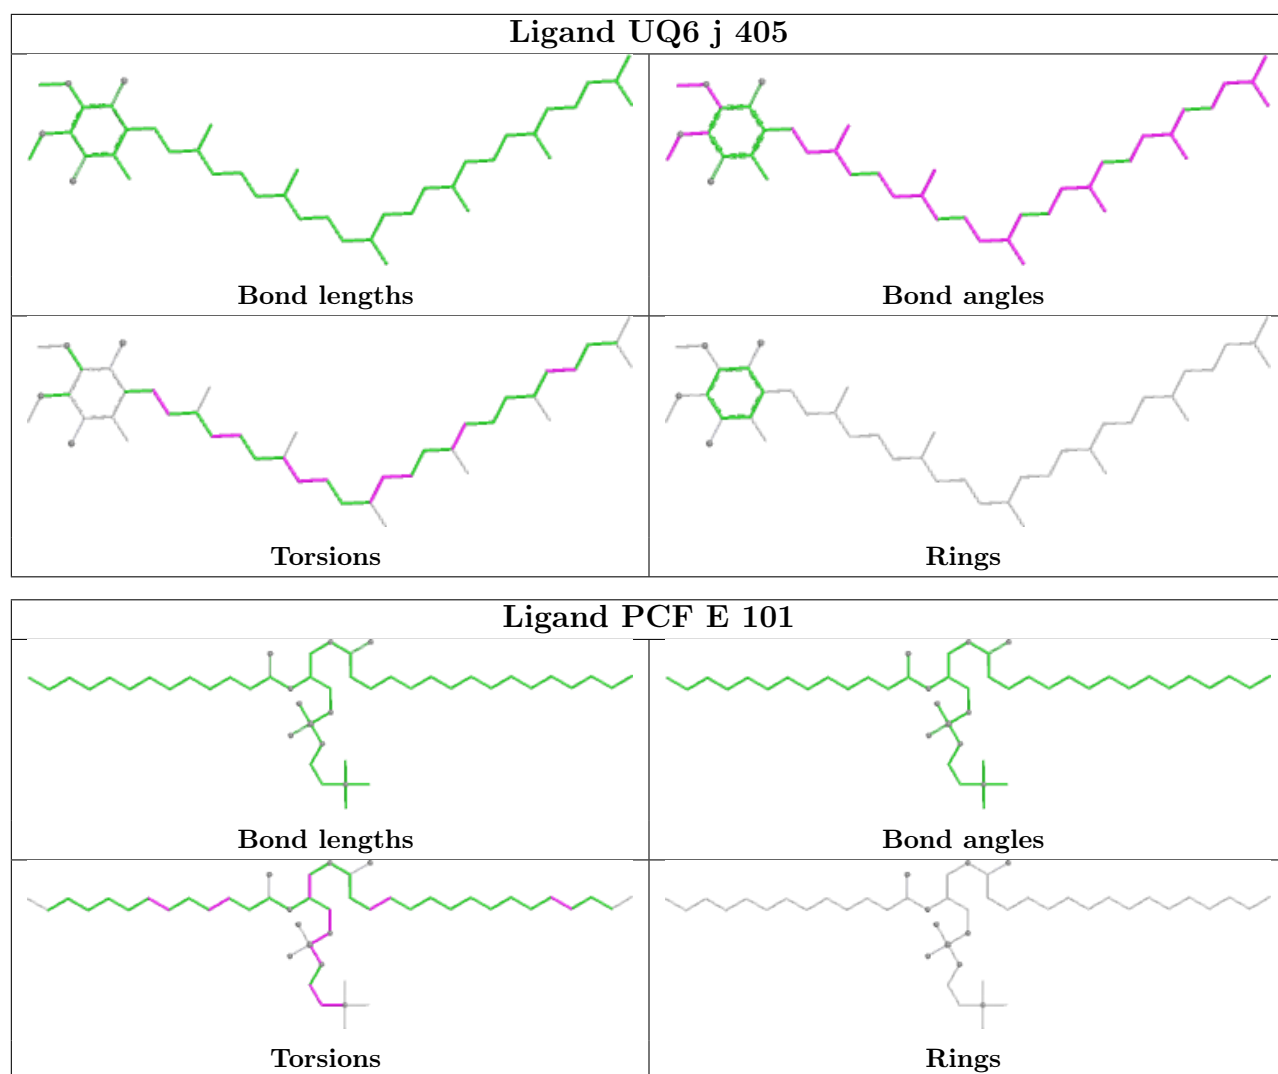 Ligand UQ6 j 405
Bond lengths
Bond angles
Torsions
Rings
Ligand PCF E 101
Bond lengths
Bond angles
Torsions
Rings